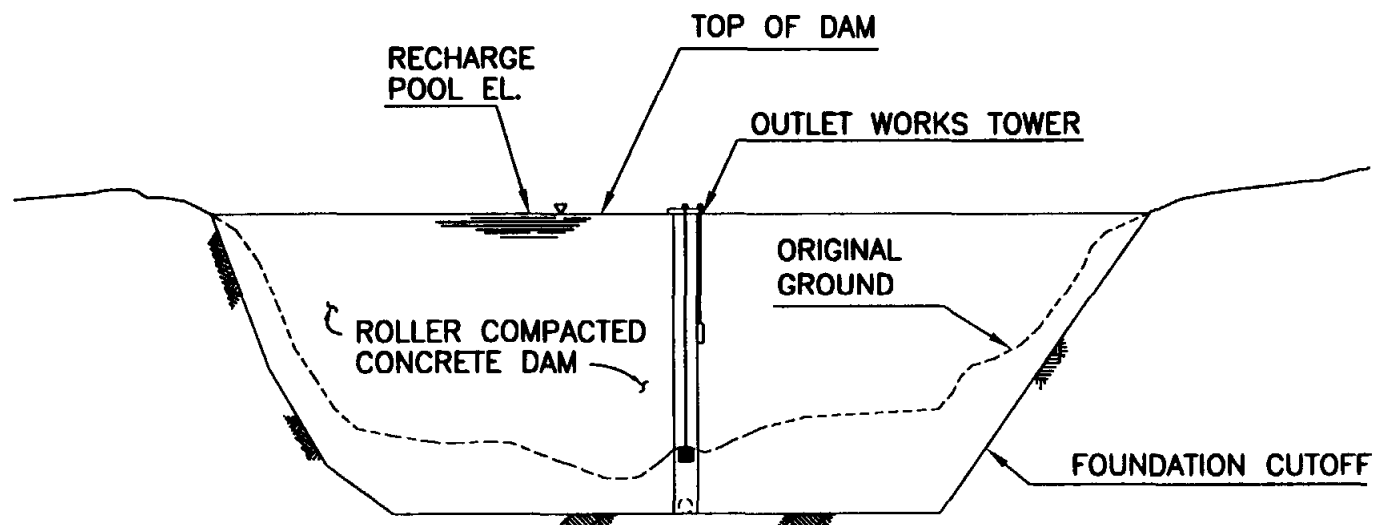 TOP OF DAM
RECHARGE
POOL EL.
OUTLET WORKS TOWER
ORIGINAL
GROUND
ROLLER COMPACTED
CONCRETE DAM
FOUNDATION CUTOFF